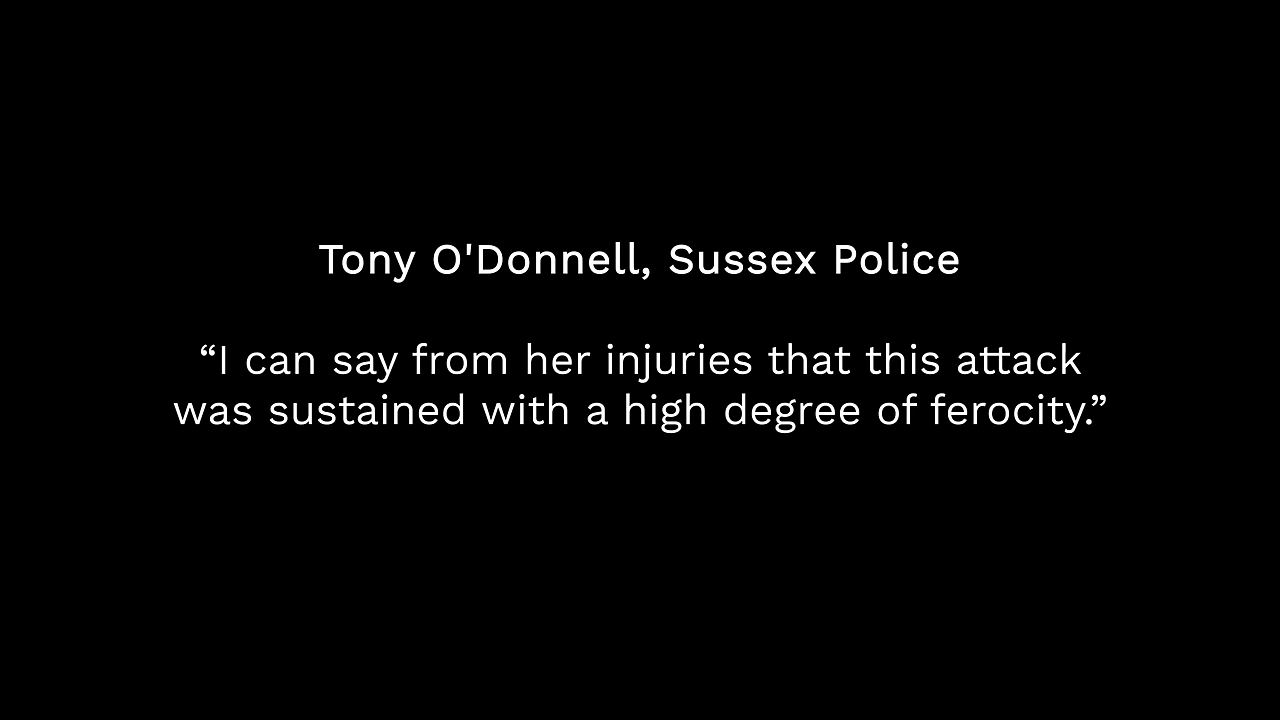 Tony O'Donnell, Sussex Police
“I can say from her injuries that this attack
was sustained with a high degree of ferocity.”